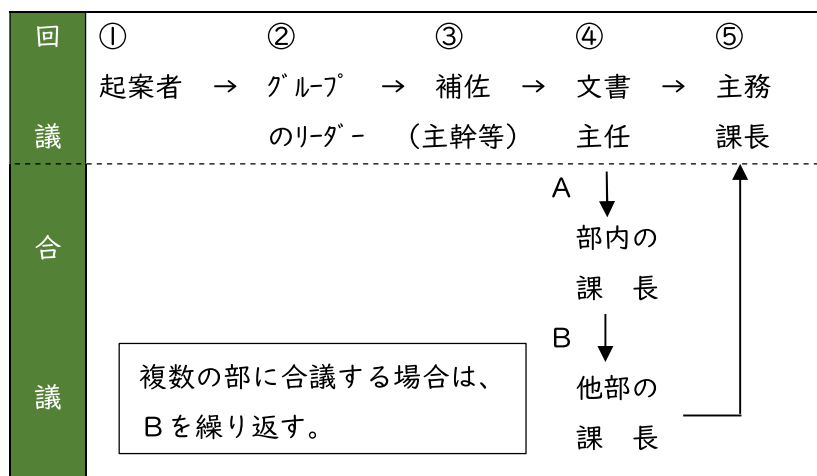 回議
① ② ③ ④ ⑤
起案者 → グループ → 補佐 → 文書 → 主務
のリーダー (主幹等) 主任 課長
合議
A
部内の
課 長
B
他部の
課 長
複数の部に合議する場合は、
Bを繰り返す。